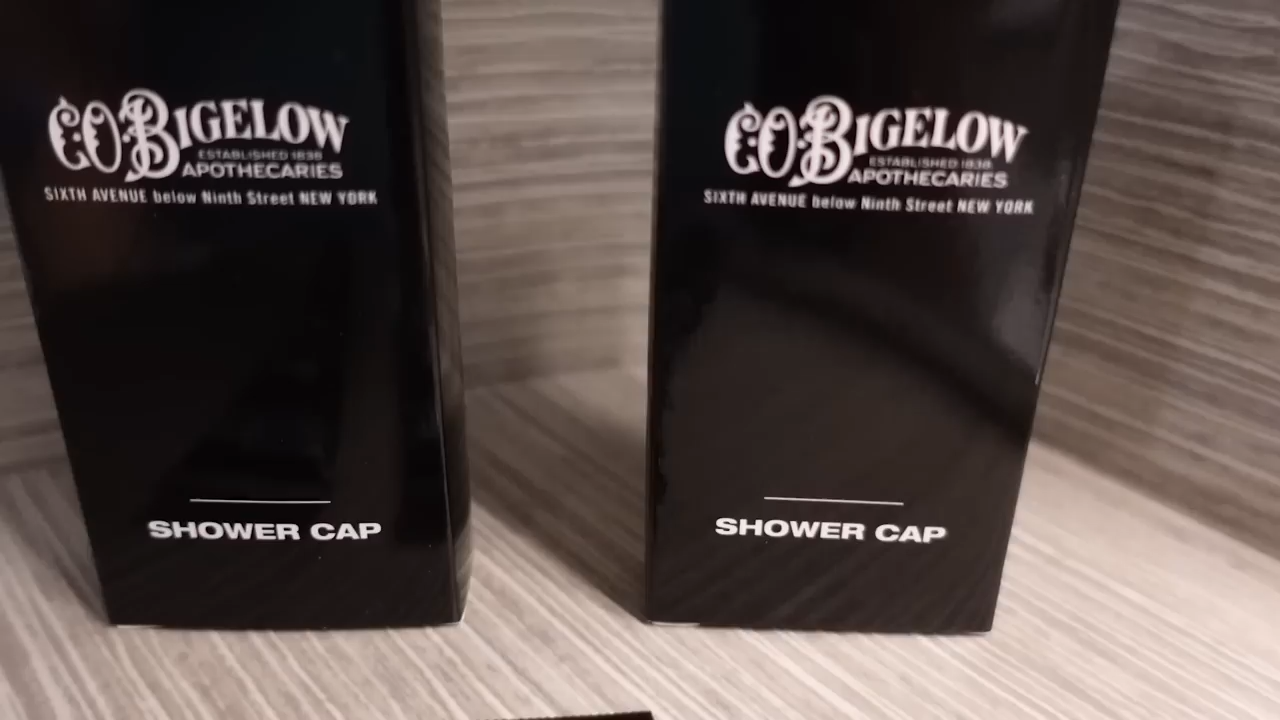 C.O. BIGELOW
ESTABLISHED 1838
APOTHECARIES
SIXTH AVENUE below Ninth Street NEW YORK
SHOWER CAP
C.O. BIGELOW
ESTABLISHED 1838
APOTHECARIES
SIXTH AVENUE below Ninth Street NEW YORK
SHOWER CAP